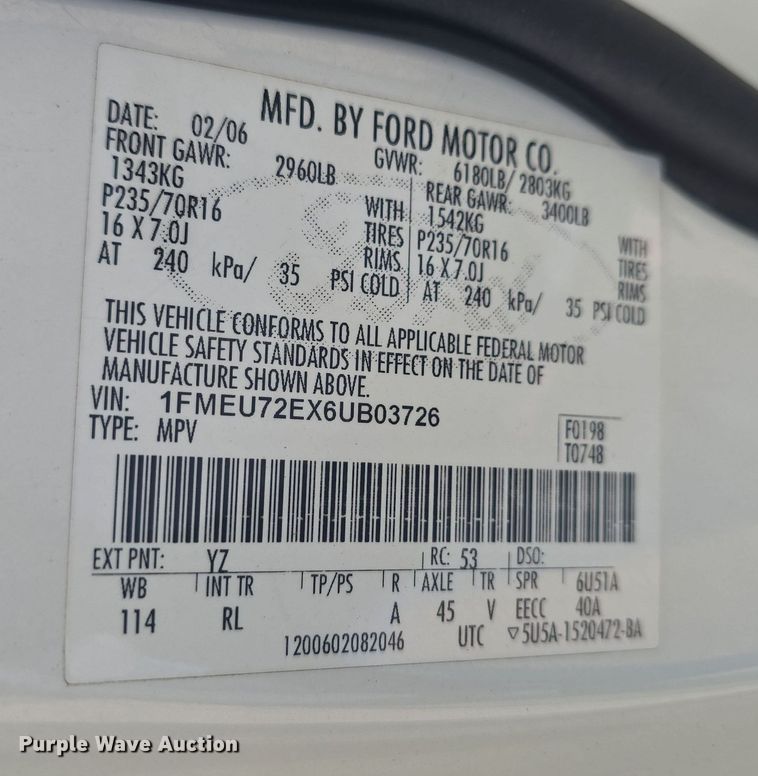 MFD. BY FORD MOTOR CO.
DATE: 02/06 GVWR: 6180LB/ 2803KG
FRONT GAWR: 2960LB REAR GAWR: 3400LB
1343KG WITH 1542KG WITH
P235/70R16 TIRES P235/70R16 TIRES
16 X 7.0J RIMS 16 X 7.0J RIMS
AT 240 kPa/ 35 PSI COLD AT 240 kPa/ 35 PSI COLD
THIS VEHICLE CONFORMS TO ALL APPLICABLE FEDERAL MOTOR
VEHICLE SAFETY STANDARDS IN EFFECT ON THE DATE OF
MANUFACTURE SHOWN ABOVE.
VIN: 1FMEU72EX6UB03726
TYPE: MPV
F0198
T0748
EXT PNT: YZ RC: 53 DSO:
WB INT TR TP/PS R AXLE TR SPR 6U51A
114 RL A 45 V EECC 40A
1200602082046 UTC ▽5U5A-1520472-BA
Purple Wave Auction